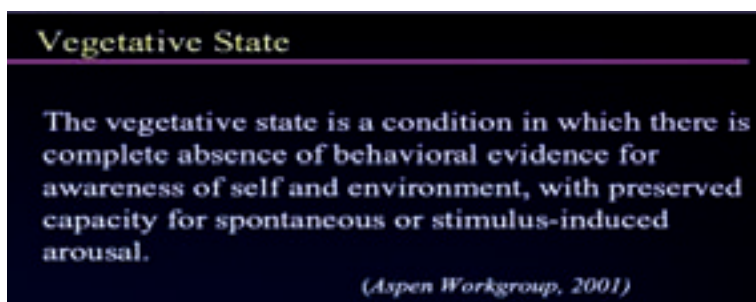 Vegetative State
The vegetative state is a condition in which there is
complete absence of behavioral evidence for
awareness of self and environment, with preserved
capacity for spontaneous or stimulus-induced
arousal.
(Aspen Workgroup, 2001)